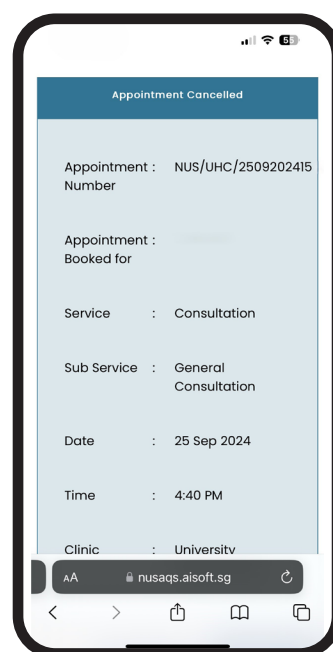 55
Appointment Cancelled
Appointment : NUS/UHC/2509202415
Number
Appointment :
Booked for
Service : Consultation
Sub Service : General
Consultation
Date : 25 Sep 2024
Time : 4:40 PM
Clinic : University
AA nusaqs.aisoft.sg